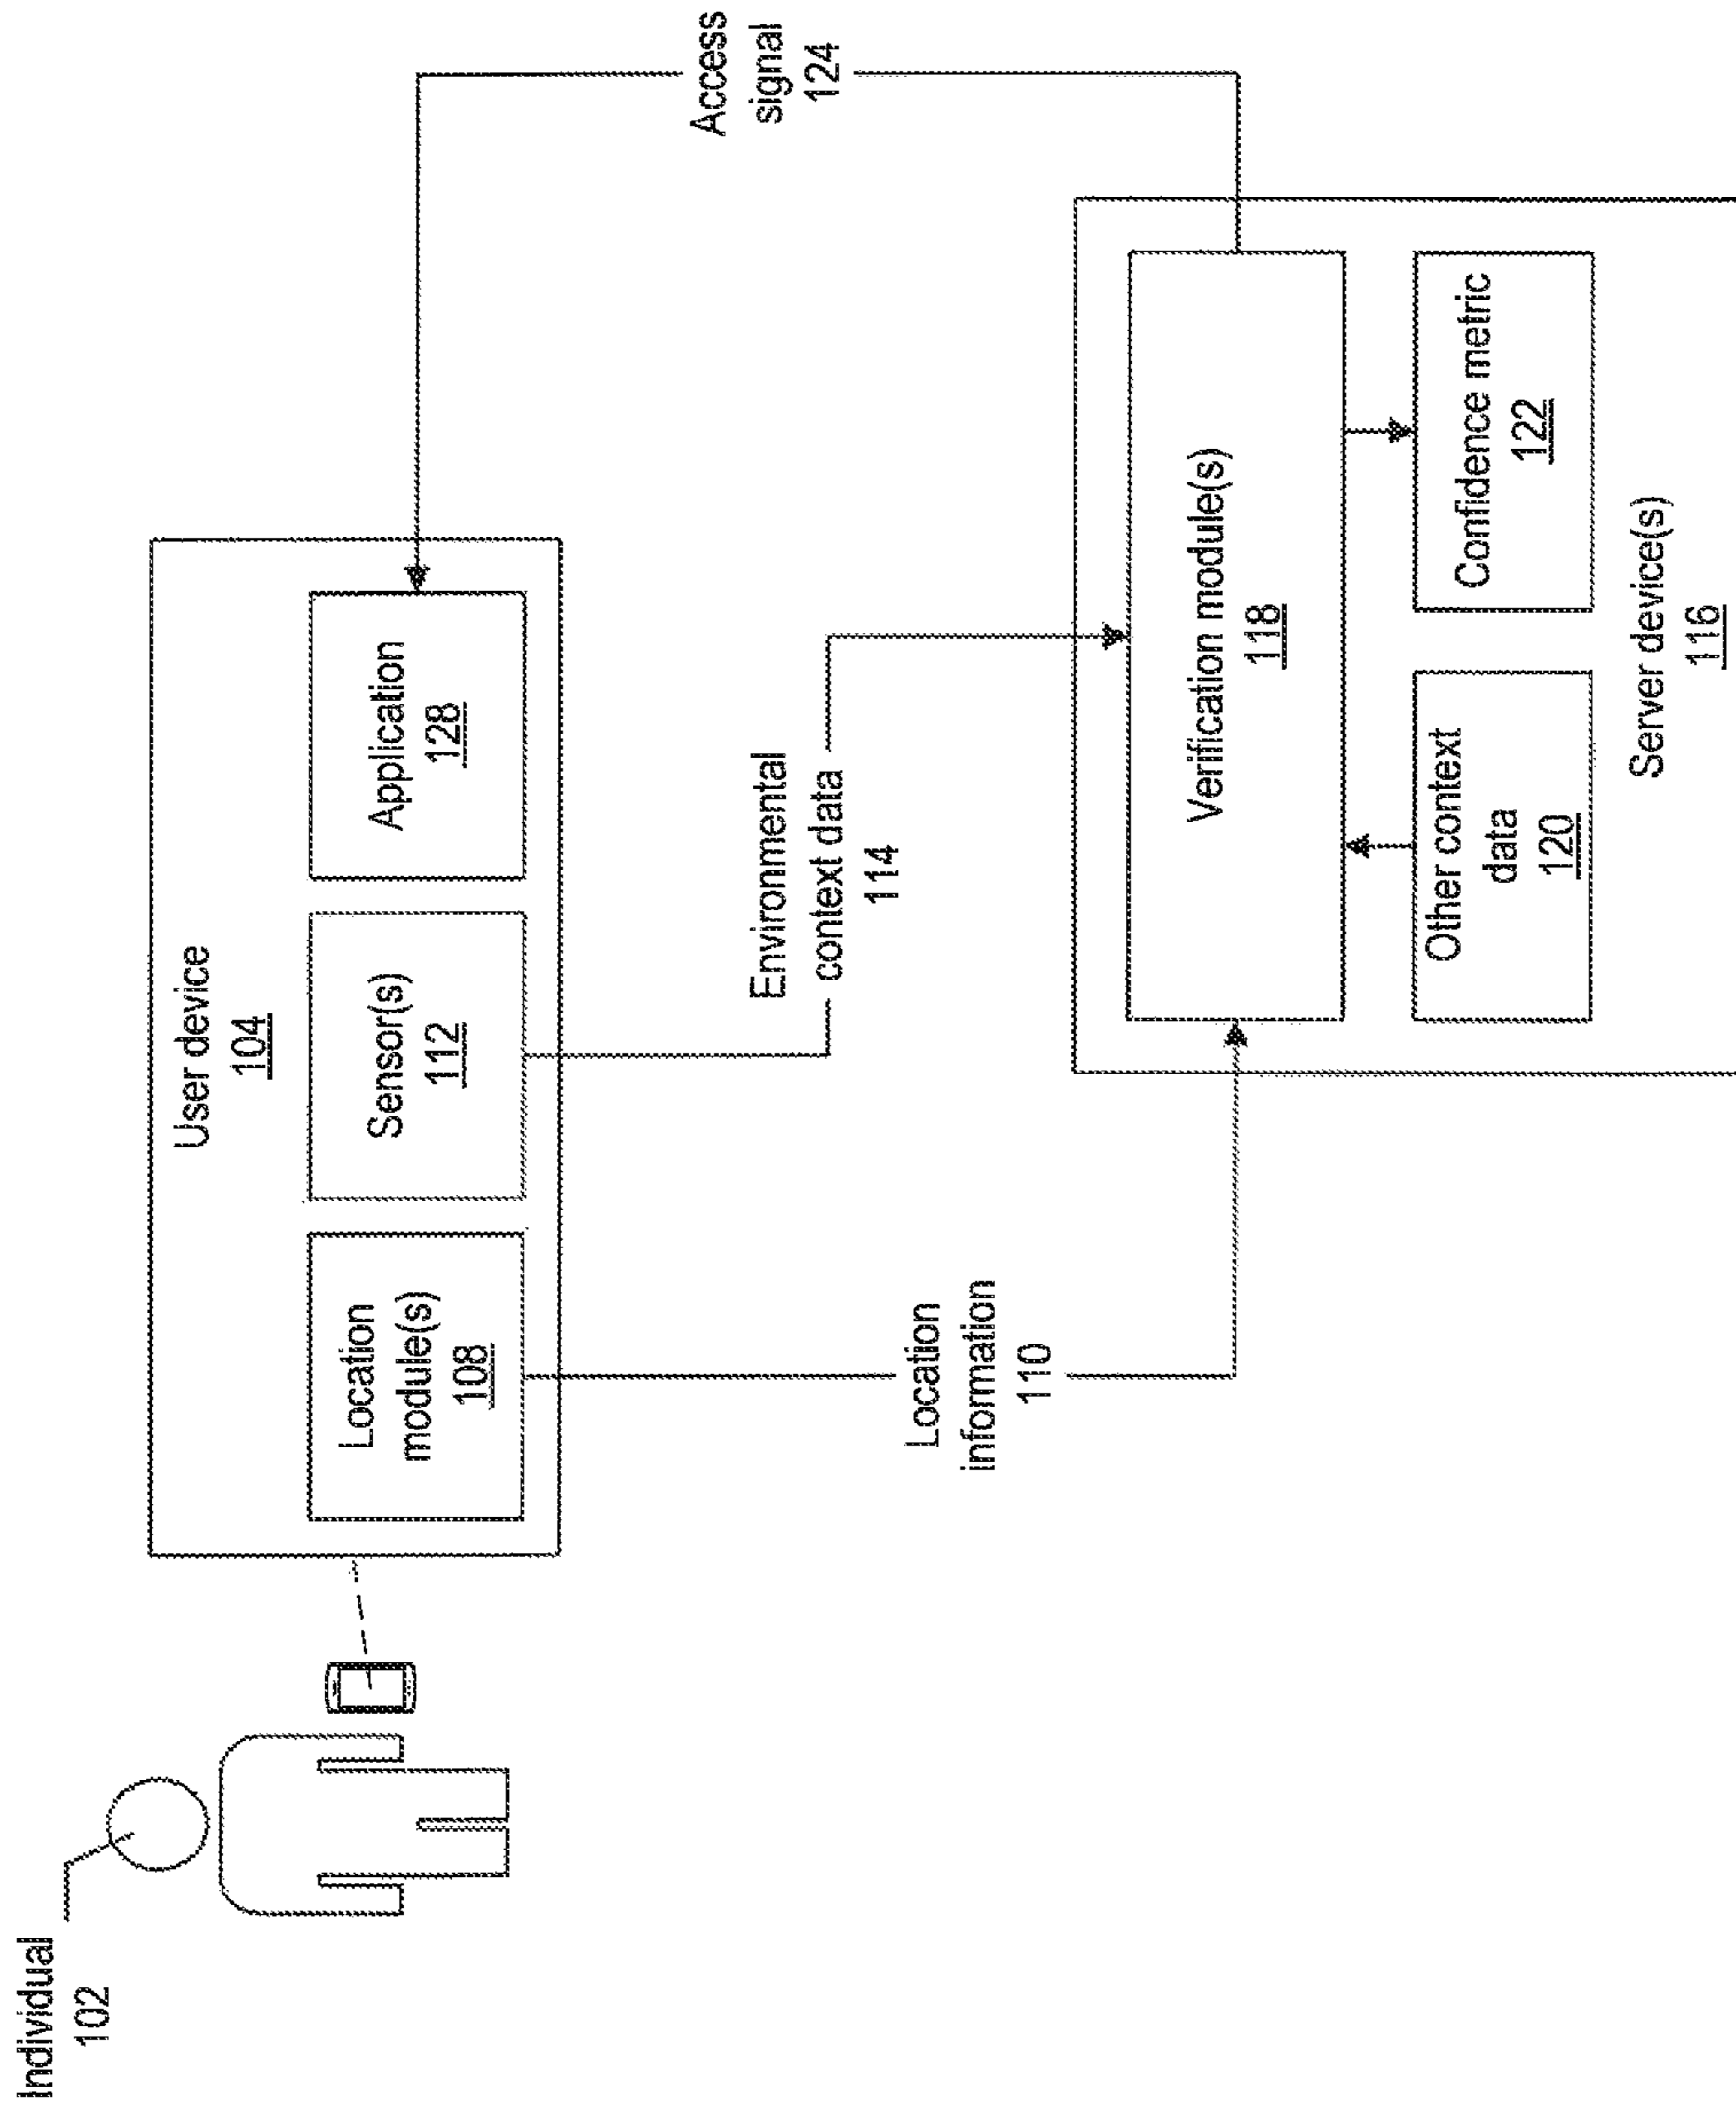 Individual
102
User device
104
Location
module(s)
108
Sensor(s)
112
Application
128
Location
information
110
Environmental
context data
114
Access
signal
124
Verification module(s)
118
Other context
data
120
Confidence metric
122
Server device(s)
116